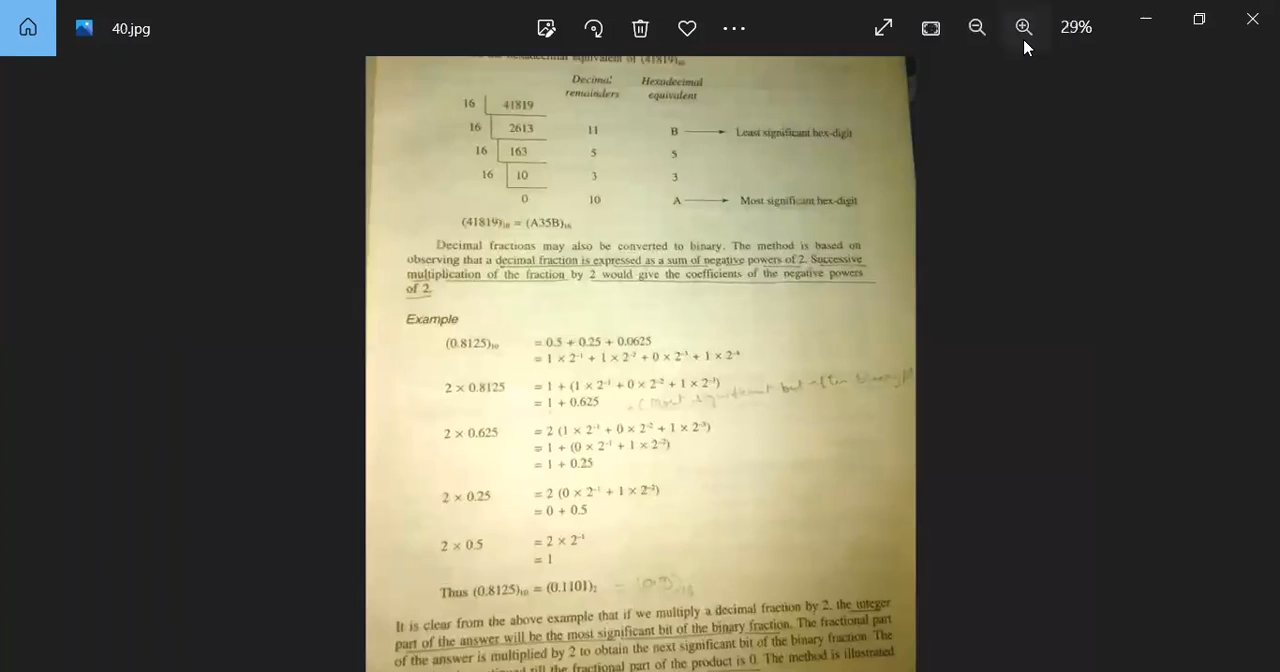 40.jpg
29%
equivalent of (41819)₁₀
Decimal Hexadecimal
remainders equivalent
16 41819
16 2613 11 B → Least significant hex-digit
16 163 5 5
16 10 3 3
0 10 A → Most significant hex-digit
(41819)₁₀ = (A35B)₁₆
Decimal fractions may also be converted to binary. The method is based on
observing that a decimal fraction is expressed as a sum of negative powers of 2. Successive
multiplication of the fraction by 2 would give the coefficients of the negative powers
of 2.
Example
(0.8125)₁₀ = 0.5 + 0.25 + 0.0625
= 1 × 2⁻¹ + 1 × 2⁻² + 0 × 2⁻³ + 1 × 2⁻⁴
2 × 0.8125 = 1 + (1 × 2⁻¹ + 0 × 2⁻² + 1 × 2⁻³)
= 1 + 0.625 (Most significant but after binary
2 × 0.625 = 2 (1 × 2⁻¹ + 0 × 2⁻² + 1 × 2⁻³)
= 1 + (0 × 2⁻¹ + 1 × 2⁻²)
= 1 + 0.25
2 × 0.25 = 2 (0 × 2⁻¹ + 1 × 2⁻²)
= 0 + 0.5
2 × 0.5 = 2 × 2⁻¹
= 1
Thus (0.8125)₁₀ = (0.1101)₂
It is clear from the above example that if we multiply a decimal fraction by 2, the integer
part of the answer will be the most significant bit of the binary fraction. The fractional part
of the answer is multiplied by 2 to obtain the next significant bit of the binary fraction. The
till the fractional part of the product is 0. The method is illustrated